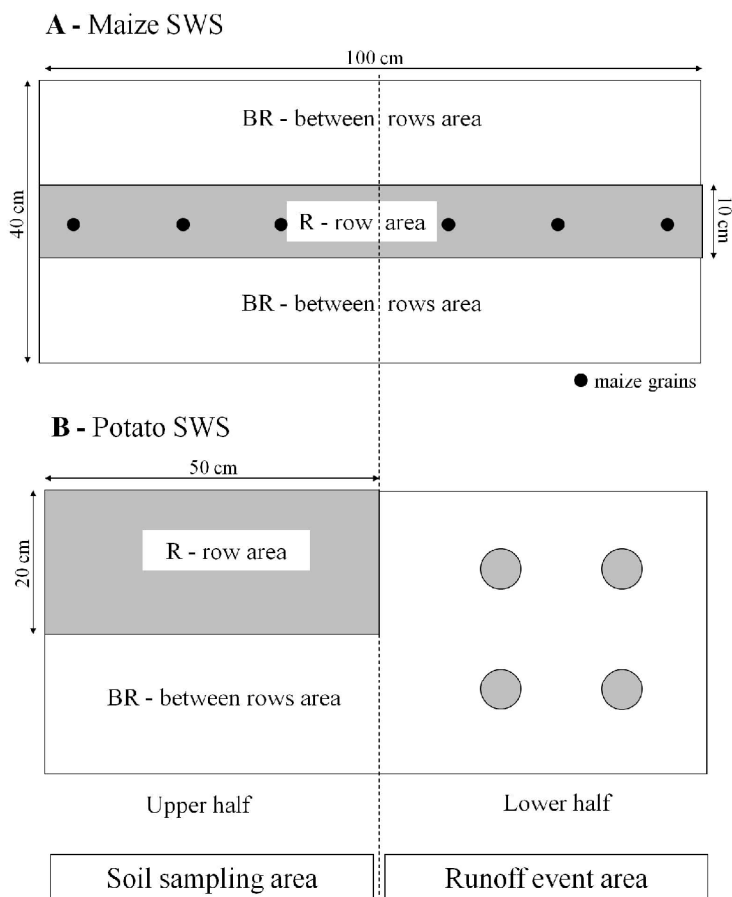 A - Maize SWS
100 cm
BR - between rows area
40 cm
R - row area
10 cm
BR - between rows area
maize grains
B - Potato SWS
50 cm
20 cm
R - row area
BR - between rows area
Upper half
Lower half
Soil sampling area
Runoff event area